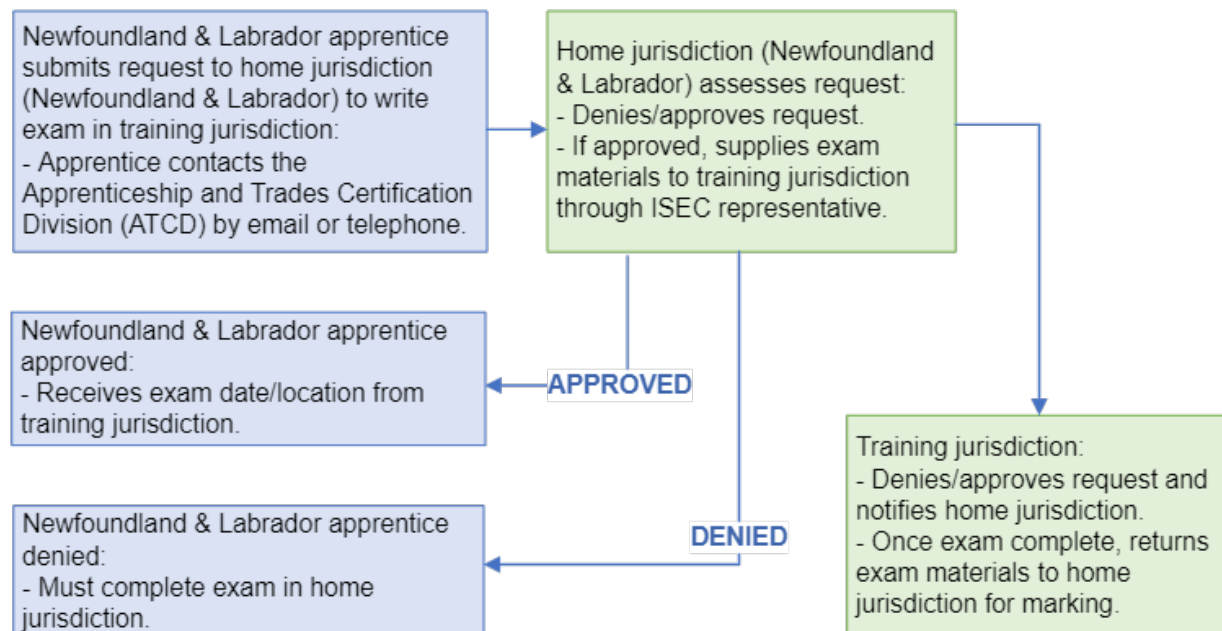 Newfoundland & Labrador apprentice
submits request to home jurisdiction
(Newfoundland & Labrador) to write
exam in training jurisdiction:
- Apprentice contacts the
Apprenticeship and Trades Certification
Division (ATCD) by email or telephone.
Home jurisdiction (Newfoundland
& Labrador) assesses request:
- Denies/approves request.
- If approved, supplies exam
materials to training jurisdiction
through ISEC representative.
Newfoundland & Labrador apprentice
approved:
- Receives exam date/location from
training jurisdiction.
APPROVED
Newfoundland & Labrador apprentice
denied:
- Must complete exam in home
jurisdiction.
DENIED
Training jurisdiction:
- Denies/approves request and
notifies home jurisdiction.
- Once exam complete, returns
exam materials to home
jurisdiction for marking.